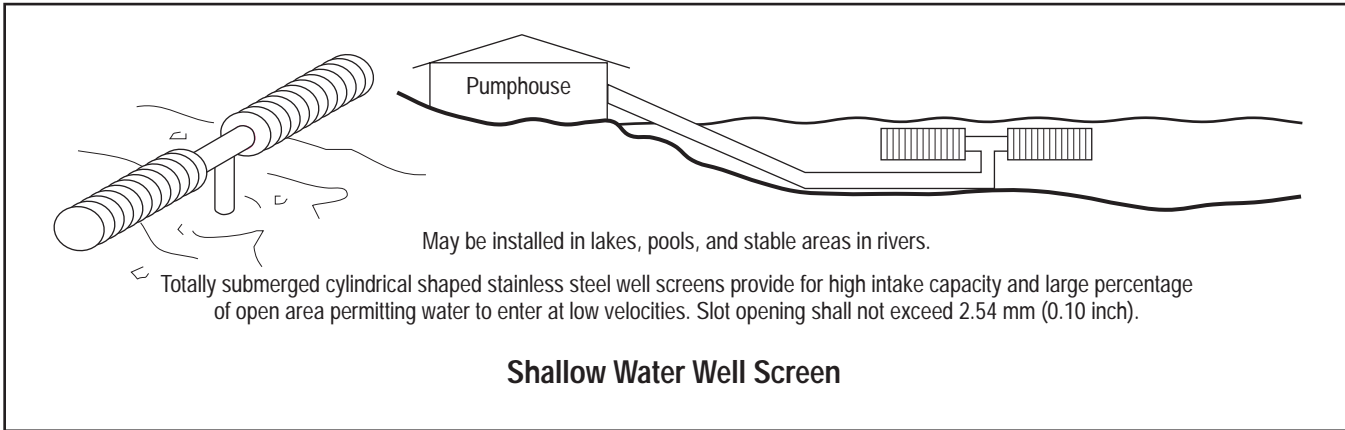 Pumphouse
May be installed in lakes, pools, and stable areas in rivers.
Totally submerged cylindrical shaped stainless steel well screens provide for high intake capacity and large percentage
of open area permitting water to enter at low velocities. Slot opening shall not exceed 2.54 mm (0.10 inch).
Shallow Water Well Screen